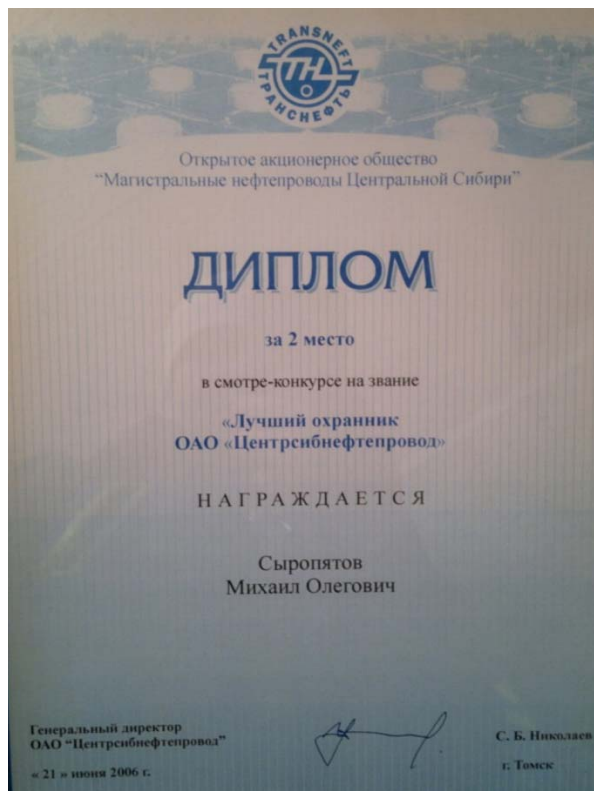 TRANSNEFT
ТН
ТРАНСНЕФТЬ
Открытое акционерное общество
“Магистральные нефтепроводы Центральной Сибири”
ДИПЛОМ
за 2 место
в смотре-конкурсе на звание
«Лучший охранник
ОАО «Центрсибнефтепровод»
НАГРАЖДАЕТСЯ
Сыропятов
Михаил Олегович
Генеральный директор
ОАО “Центрсибнефтепровод”
С. Б. Николаев
« 21 » июня 2006 г.
г. Томск